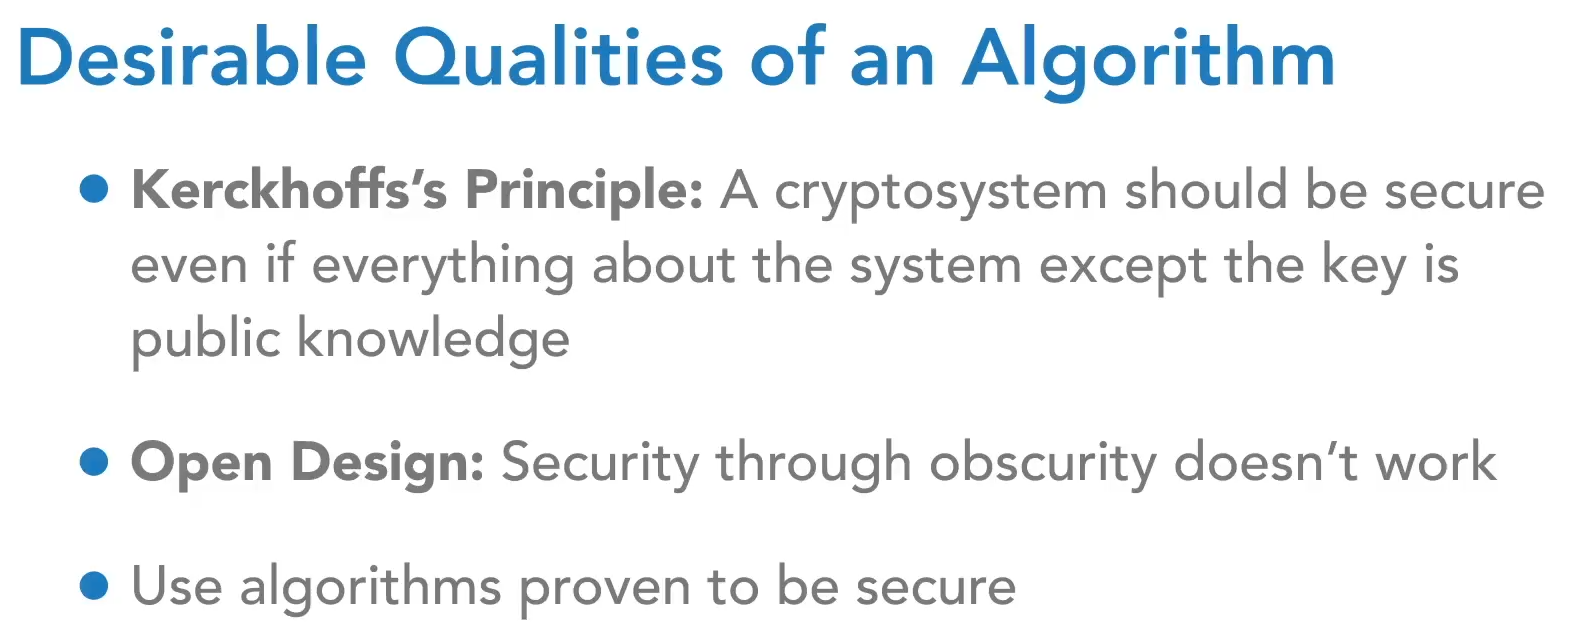 Desirable Qualities of an Algorithm
● Kerckhoffs’s Principle: A cryptosystem should be secure
even if everything about the system except the key is
public knowledge
● Open Design: Security through obscurity doesn’t work
● Use algorithms proven to be secure